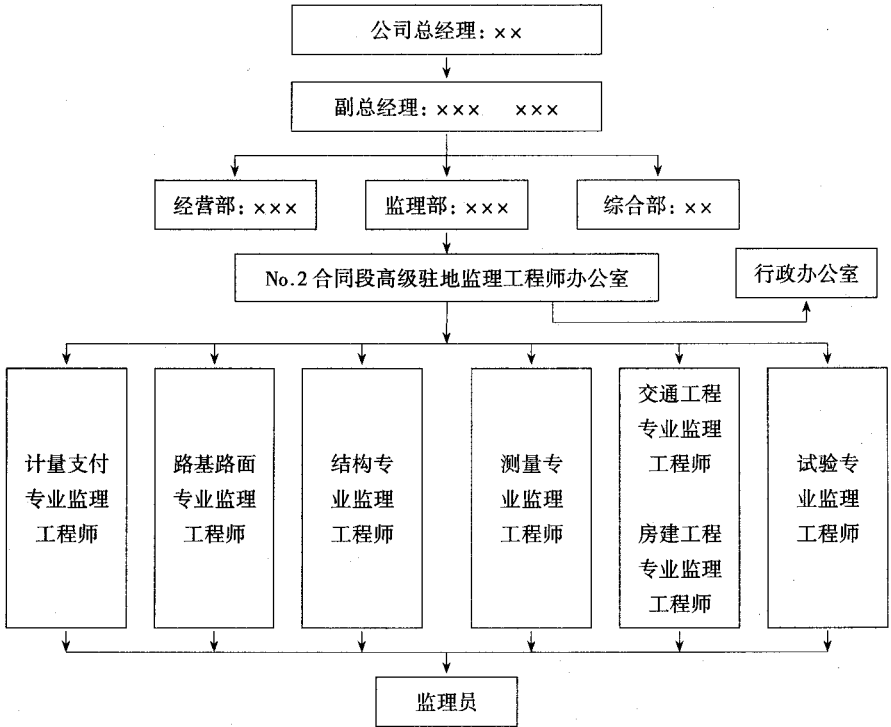 公司总经理：××
副总经理：××× ×××
经营部：×××
监理部：×××
综合部：××
No.2合同段高级驻地监理工程师办公室
行政办公室
计量支付
专业监理
工程师
路基路面
专业监理
工程师
结构专
业监理
工程师
测量专
业监理
工程师
交通工程
专业监理
工程师
房建工程
专业监理
工程师
试验专
业监理
工程师
监理员